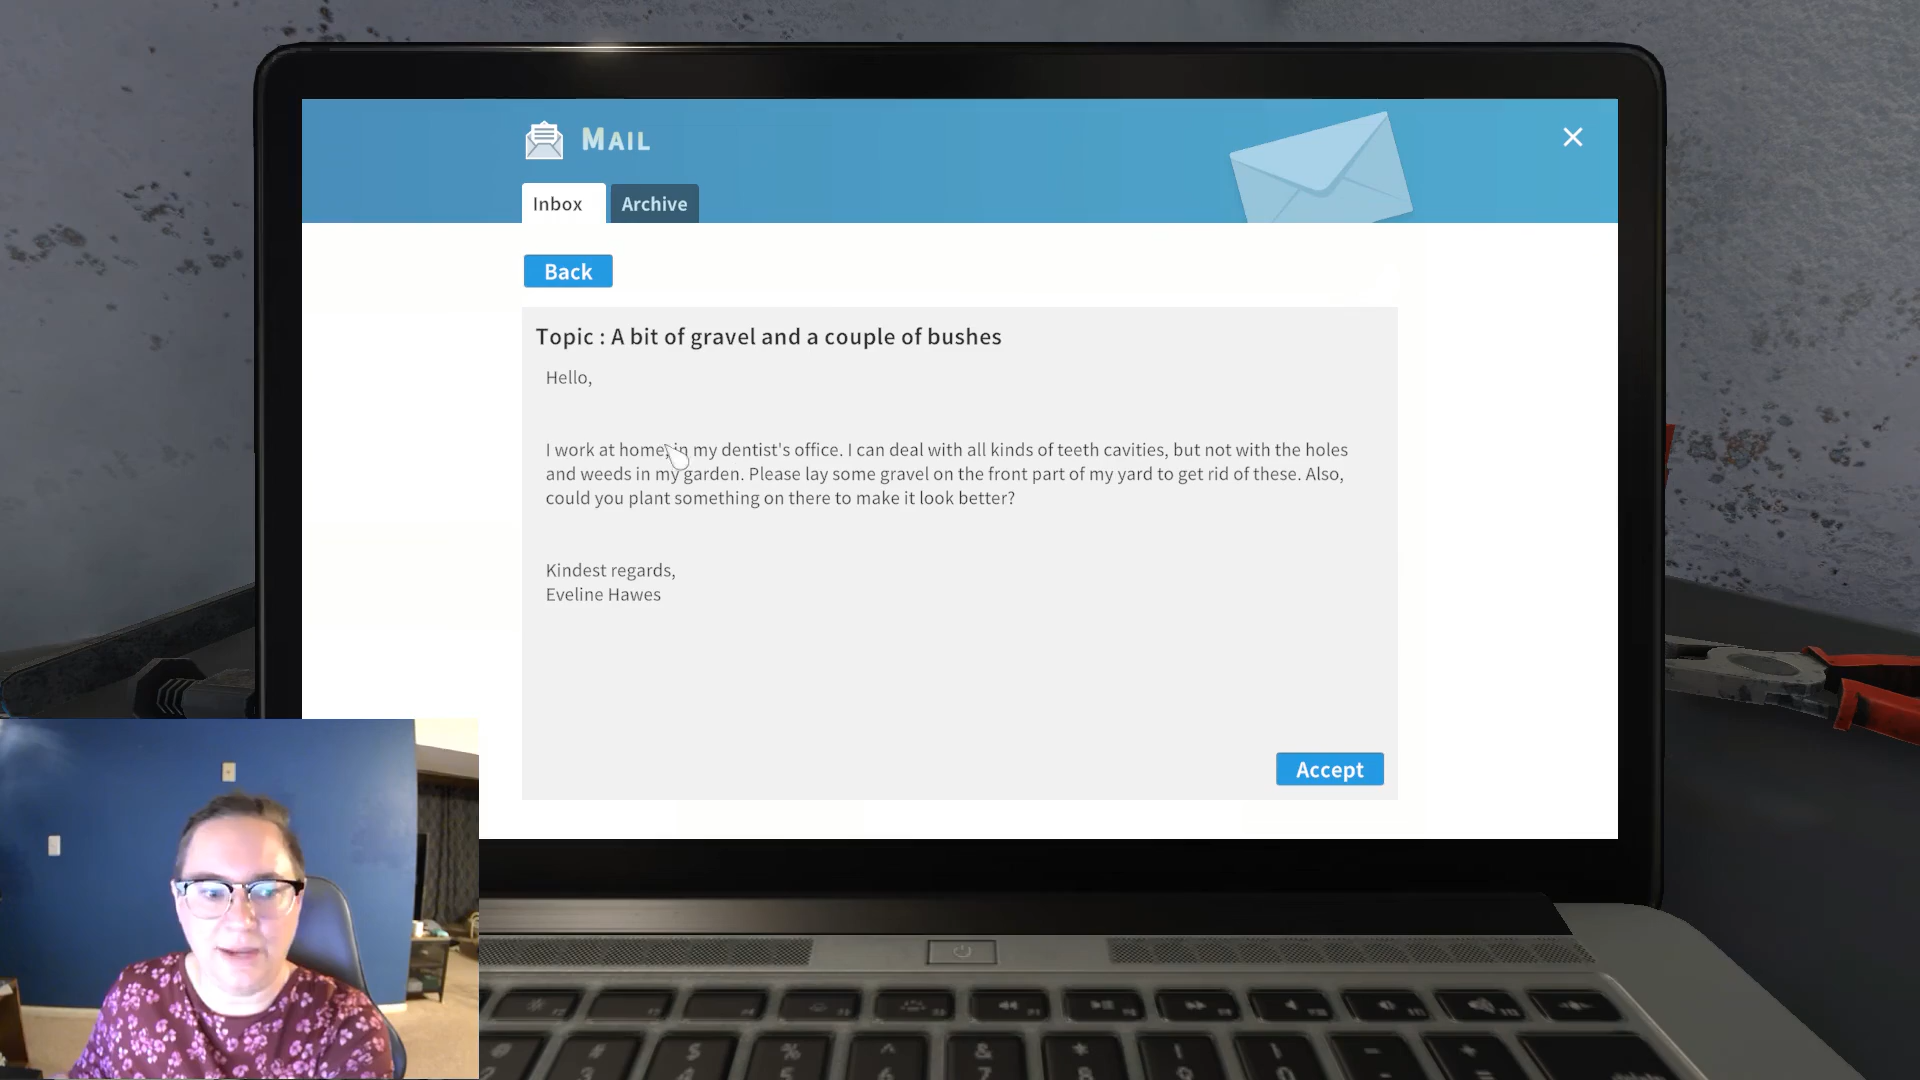 MAIL
Inbox
Archive
Back
Topic : A bit of gravel and a couple of bushes
Hello,
I work at home, in my dentist's office. I can deal with all kinds of teeth cavities, but not with the holes
and weeds in my garden. Please lay some gravel on the front part of my yard to get rid of these. Also,
could you plant something on there to make it look better?
Kindest regards,
Eveline Hawes
Accept